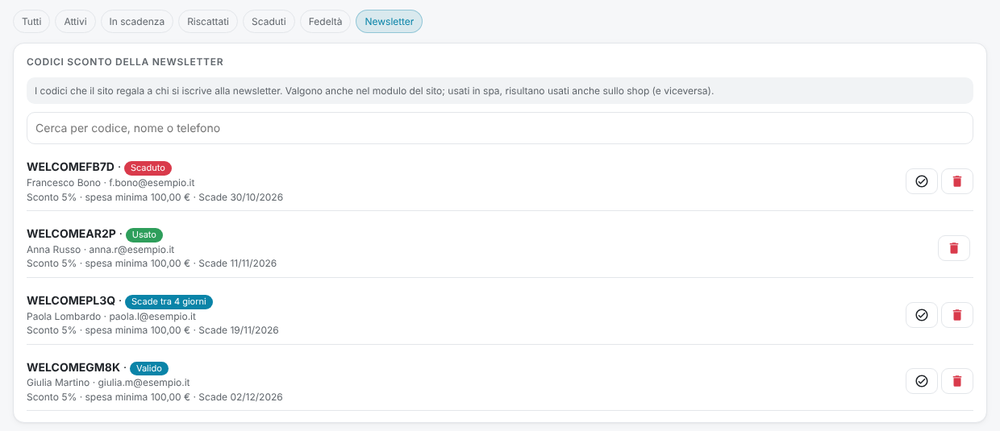 Tutti Attivi In scadenza Riscattati Scaduti Fedeltà Newsletter
CODICI SCONTO DELLA NEWSLETTER
I codici che il sito regala a chi si iscrive alla newsletter. Valgono anche nel modulo del sito; usati in spa, risultano usati anche sullo shop (e viceversa).
Cerca per codice, nome o telefono
WELCOMEFB7D · Scaduto
Francesco Bono · f.bono@esempio.it
Sconto 5% · spesa minima 100,00 € · Scade 30/10/2026
WELCOMEAR2P · Usato
Anna Russo · anna.r@esempio.it
Sconto 5% · spesa minima 100,00 € · Scade 11/11/2026
WELCOMEPL3Q · Scade tra 4 giorni
Paola Lombardo · paola.l@esempio.it
Sconto 5% · spesa minima 100,00 € · Scade 19/11/2026
WELCOMEGM8K · Valido
Giulia Martino · giulia.m@esempio.it
Sconto 5% · spesa minima 100,00 € · Scade 02/12/2026